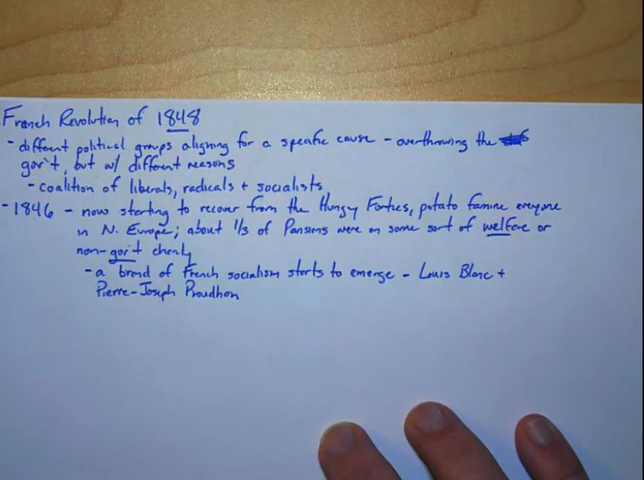 French Revolution of 1848
- different political groups aligning for a specific cause - overthrowing the
gov't, but w/ different reasons
- coalition of liberals, radicals + socialists
- 1846 - now starting to recover from the Hungry Forties, potato famine everyone
in N. Europe; about 1/3 of Parisians were on some sort of welfare or
non-gov't charity
- a brand of French socialism starts to emerge - Louis Blanc +
Pierre-Joseph Proudhon